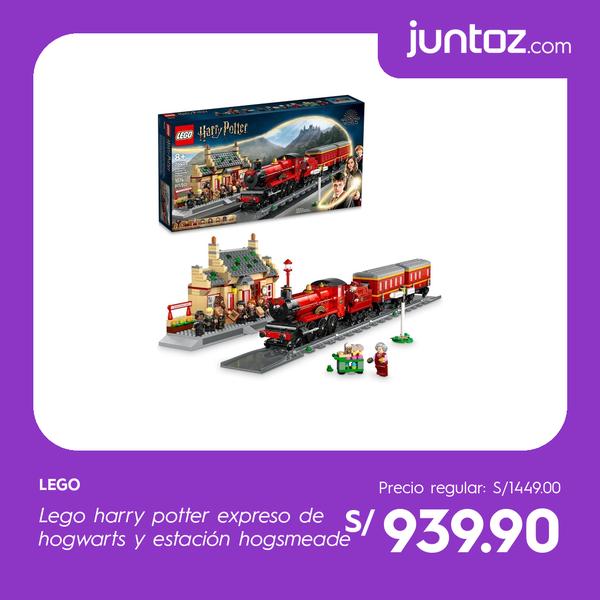 juntoz.com
LEGO
Harry Potter
8+
LEGO
Precio regular: S/1449.00
Lego harry potter expreso de
hogwarts y estación hogsmeade
S/ 939.90